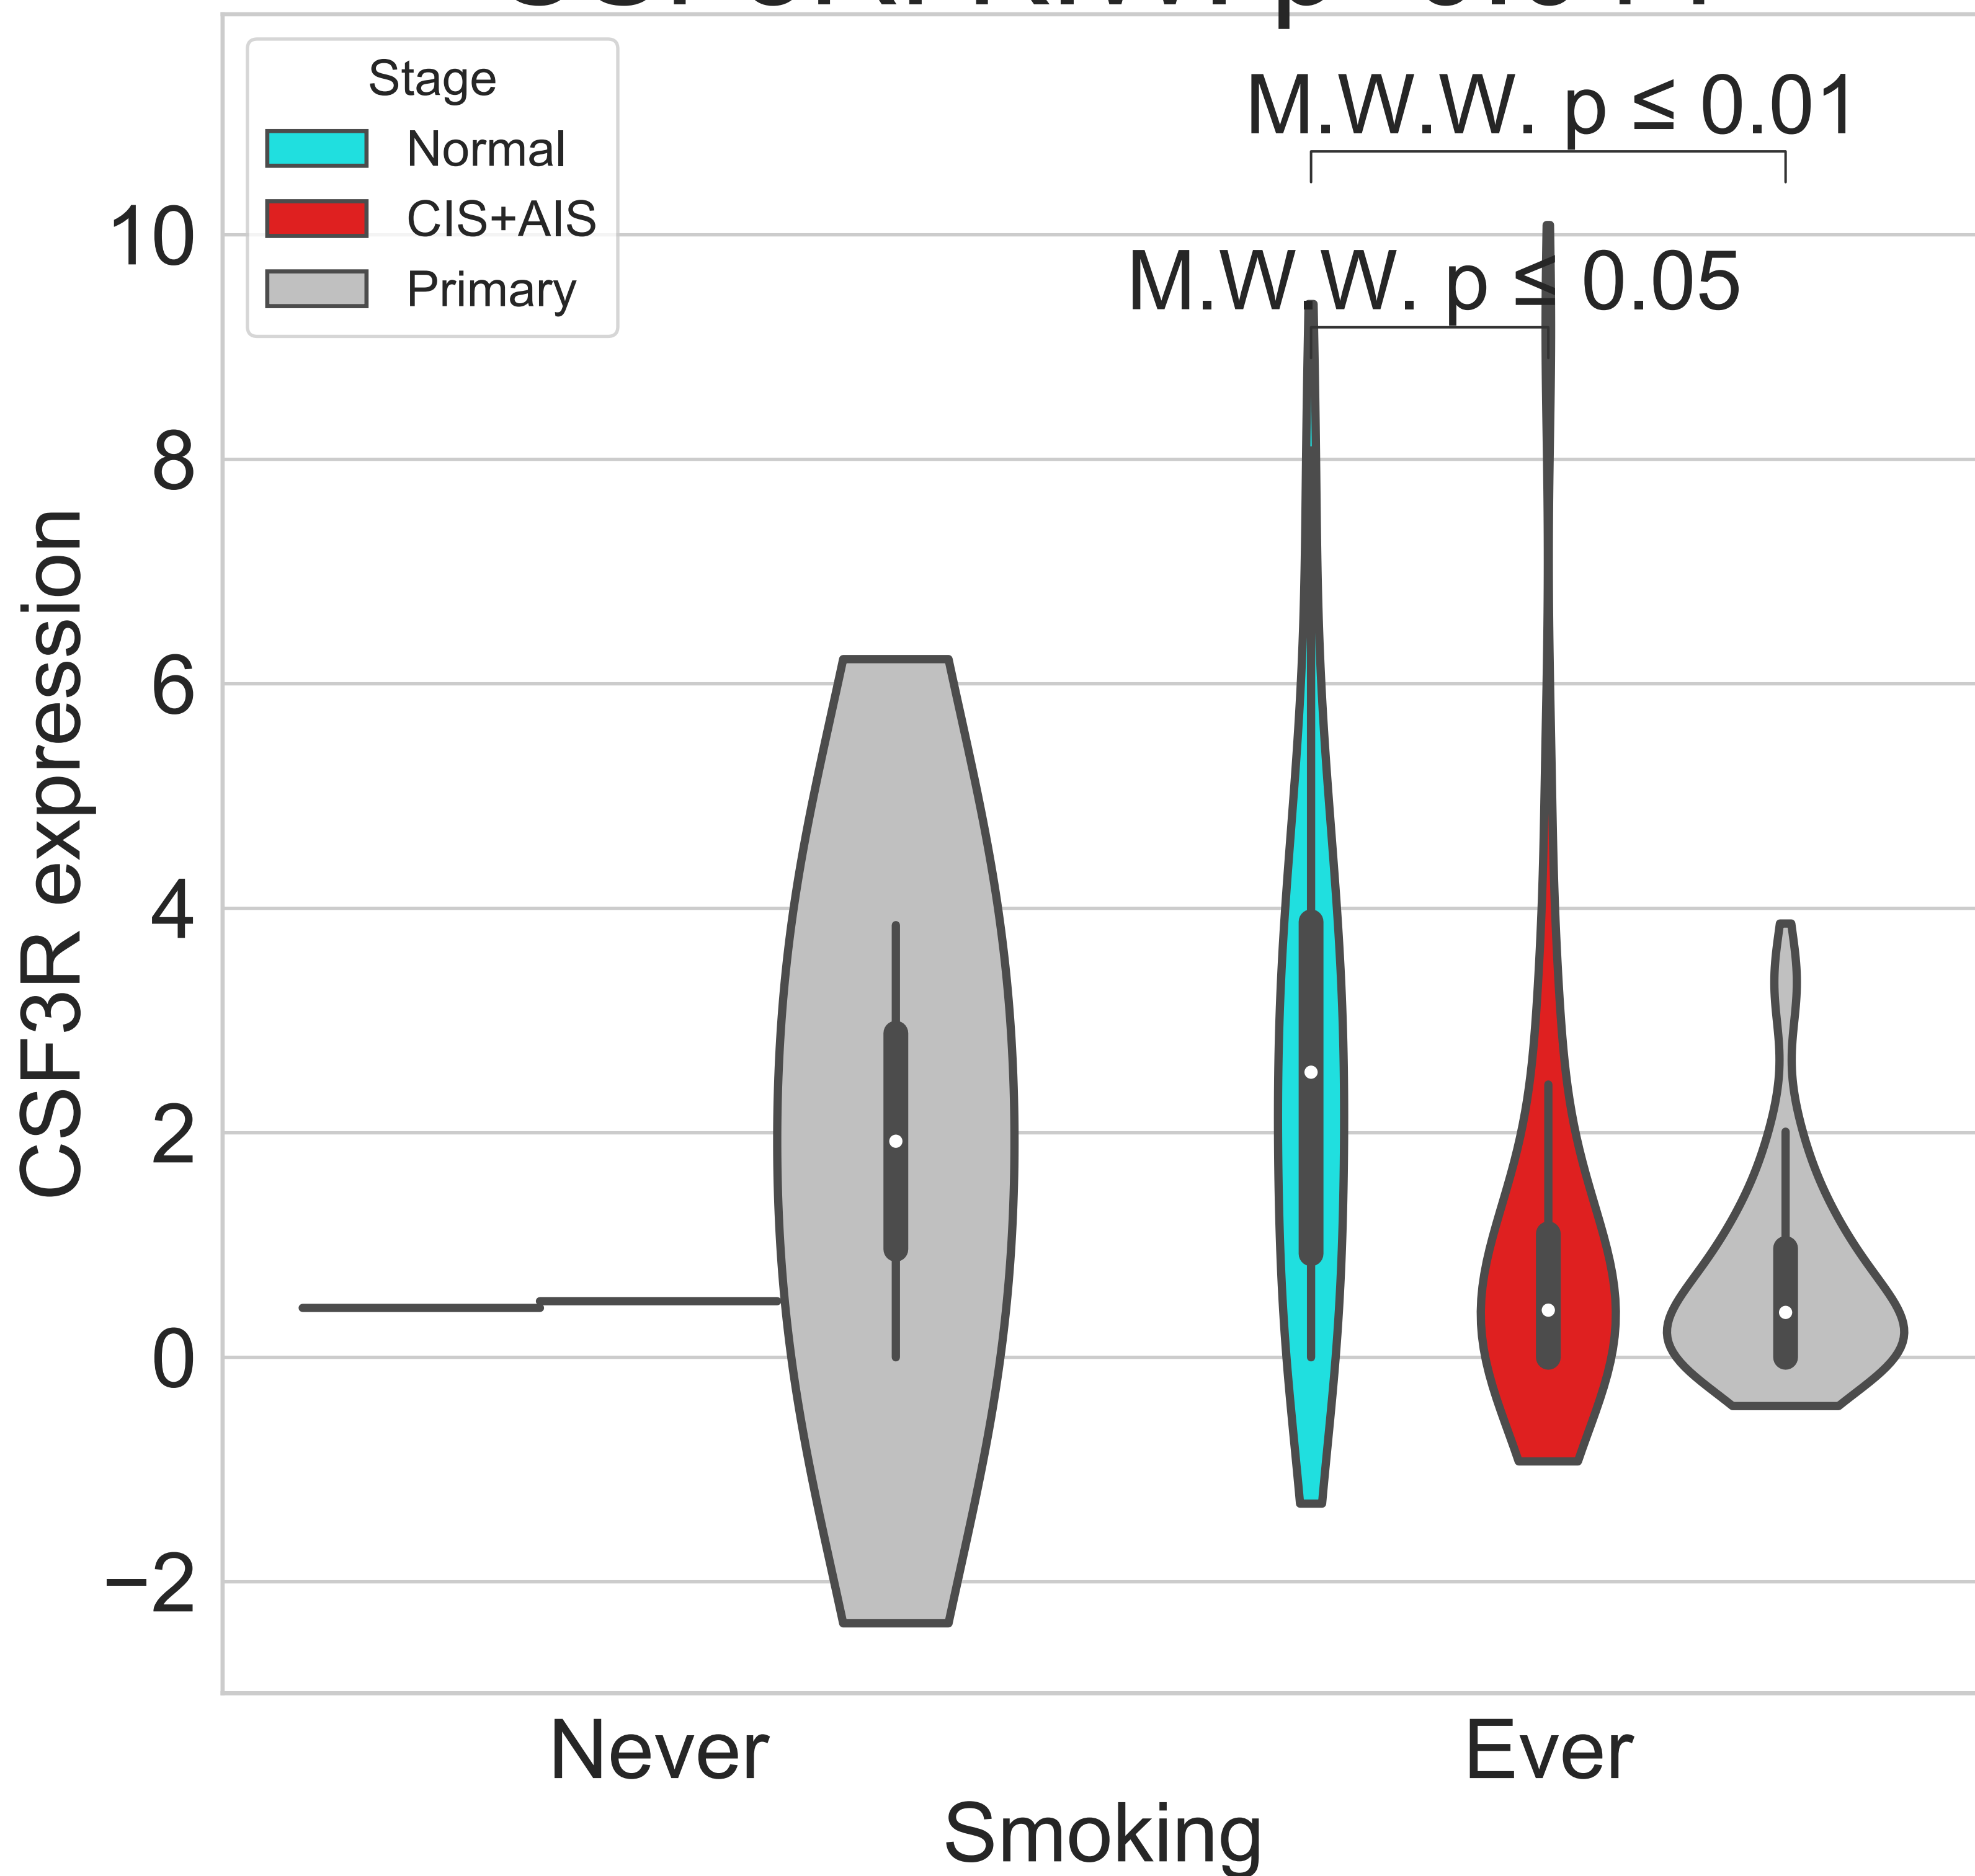 M.W.W. p ≤ 0.01
Stage
Normal
CIS+AIS
Primary
M.W.W. p ≤ 0.05
10
8
6
4
2
0
−2
CSF3R expression
Never
Ever
Smoking